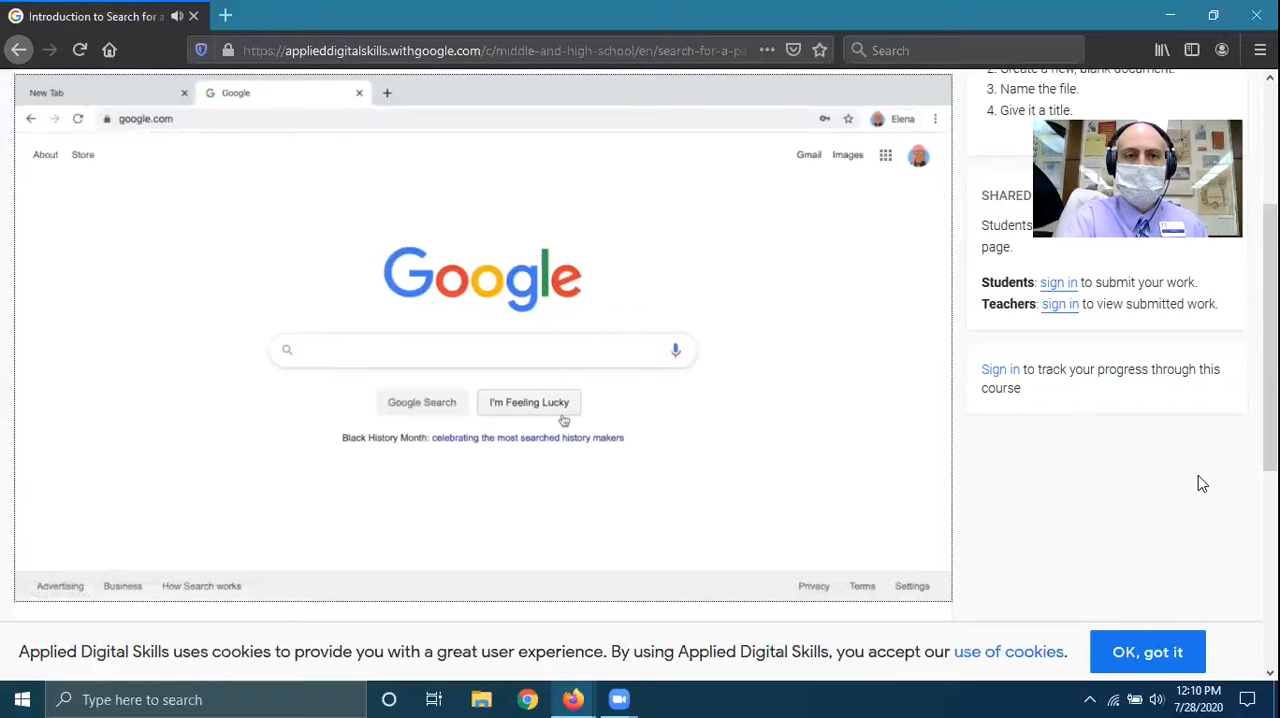 Introduction to Search for a
https://applieddigitalskills.withgoogle.com/c/middle-and-high-school/en/search-for-a-pa
Search
New Tab
Google
google.com
Elena
About
Store
Gmail
Images
Google
Google Search
I'm Feeling Lucky
Black History Month: celebrating the most searched history makers
Advertising
Business
How Search works
Privacy
Terms
Settings
2. Create a new, blank document.
3. Name the file.
4. Give it a title.
SHARED
Students
page.
Students: sign in to submit your work.
Teachers: sign in to view submitted work.
Sign in to track your progress through this
course
Applied Digital Skills uses cookies to provide you with a great user experience. By using Applied Digital Skills, you accept our use of cookies.
OK, got it
Type here to search
12:10 PM
7/28/2020